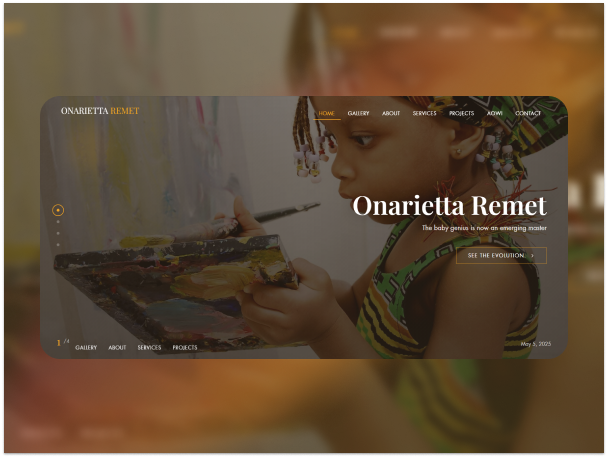 ONARIETTA REMET
HOME GALLERY ABOUT SERVICES PROJECTS AOWI CONTACT
Onarietta Remet
The baby genius is now an emerging master
SEE THE EVOLUTION
1 /4
GALLERY ABOUT SERVICES PROJECTS
May 5, 2025